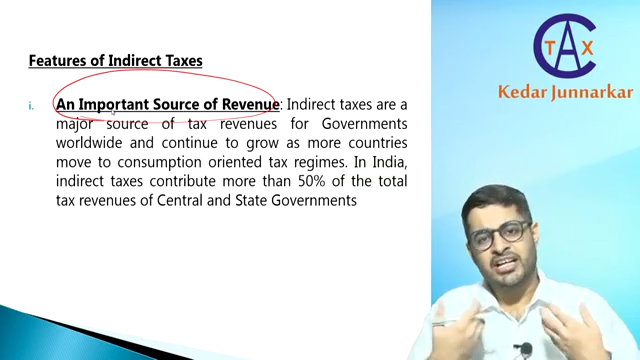 Features of Indirect Taxes
i. An Important Source of Revenue: Indirect taxes are a
major source of tax revenues for Governments
worldwide and continue to grow as more countries
move to consumption oriented tax regimes. In India,
indirect taxes contribute more than 50% of the total
tax revenues of Central and State Governments
CA TAX
Kedar Junnarkar